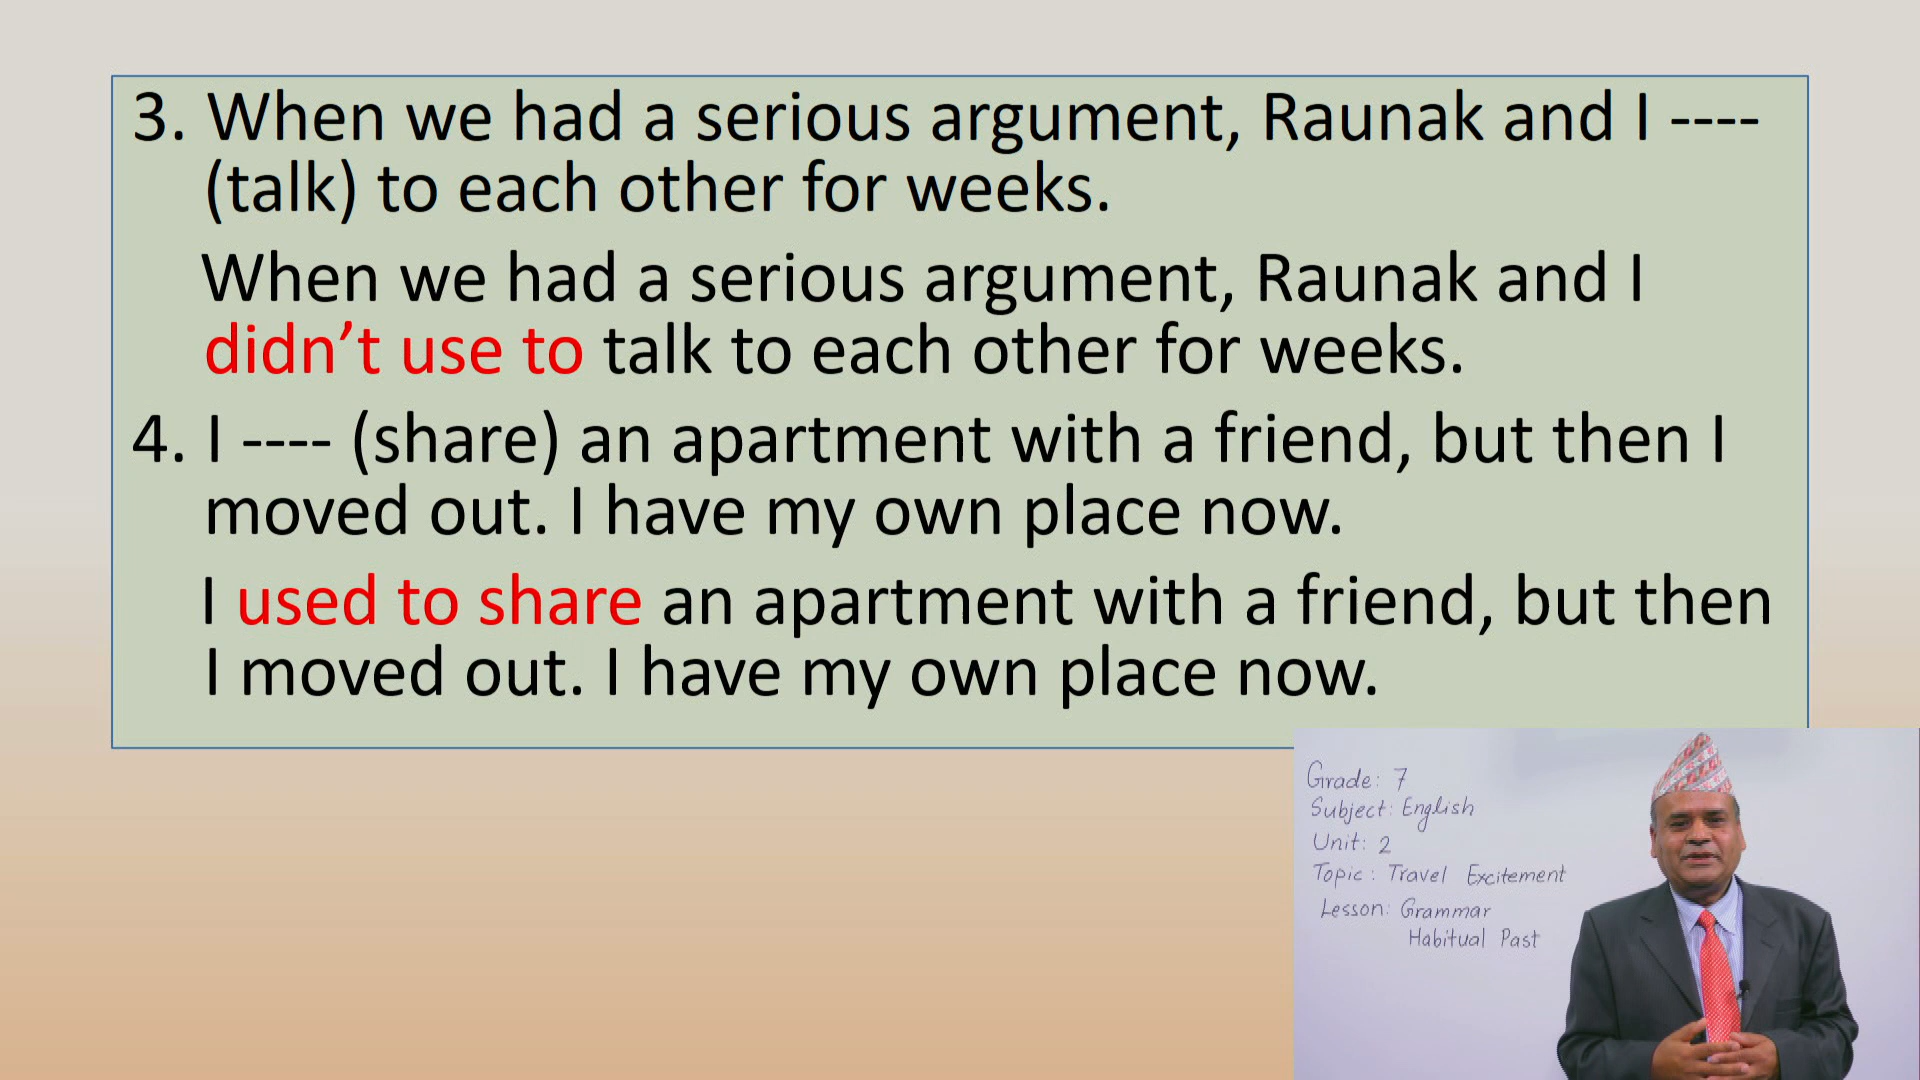 3. When we had a serious argument, Raunak and I ----
(talk) to each other for weeks.
When we had a serious argument, Raunak and I
didn’t use to talk to each other for weeks.
4. I ---- (share) an apartment with a friend, but then I
moved out. I have my own place now.
I used to share an apartment with a friend, but then
I moved out. I have my own place now.
Grade: 7
Subject: English
Unit: 2
Topic: Travel Excitement
Lesson: Grammar
Habitual Past